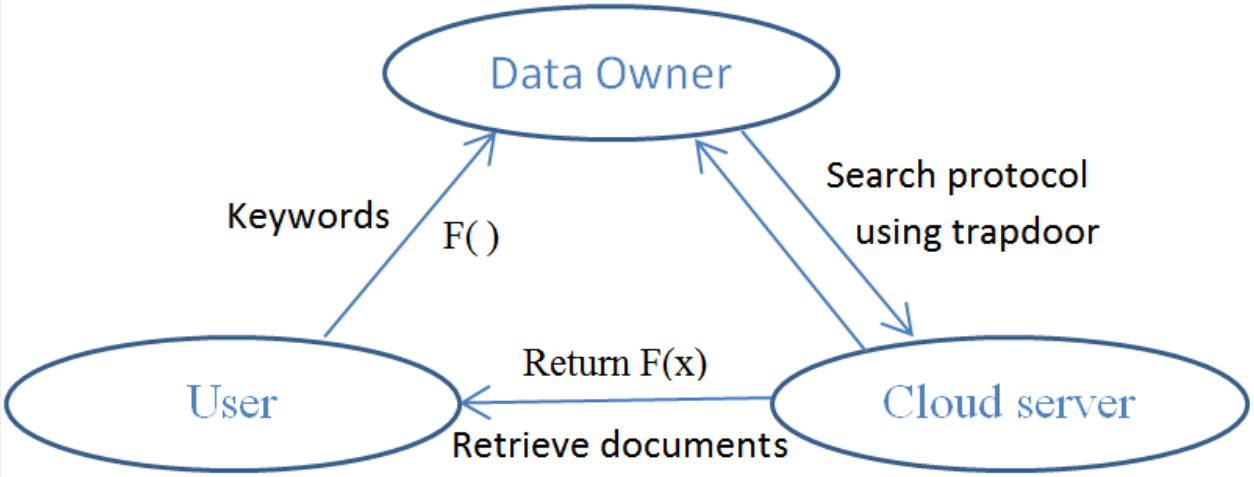 Data Owner
Search protocol
using trapdoor
Keywords
F( )
Return F(x)
User
Cloud server
Retrieve documents